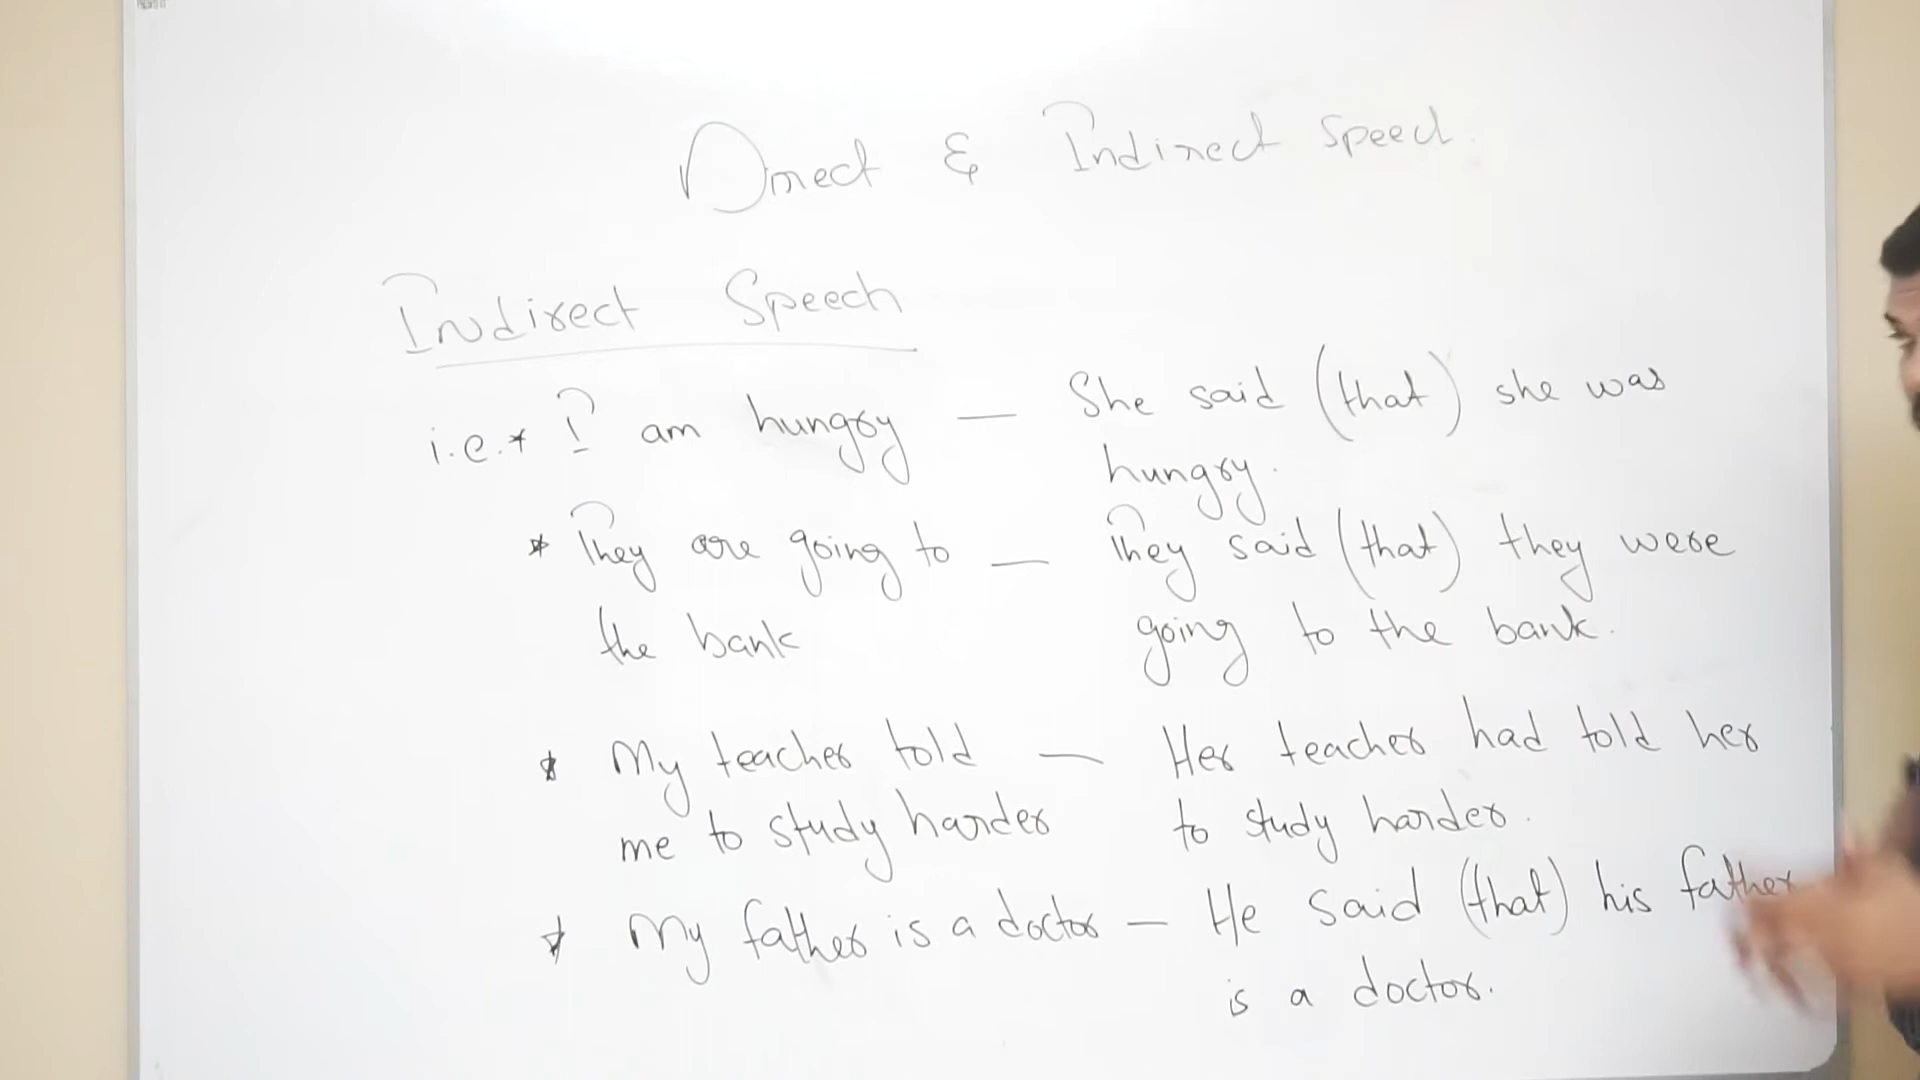 Direct & Indirect Speech
Indirect Speech
i.e. * I am hungry — She said (that) she was
hungry.
* They are going to — They said (that) they were
the bank going to the bank.
* My teacher told — Her teacher had told her
me to study harder to study harder.
* My father is a doctor — He said (that) his father
is a doctor.